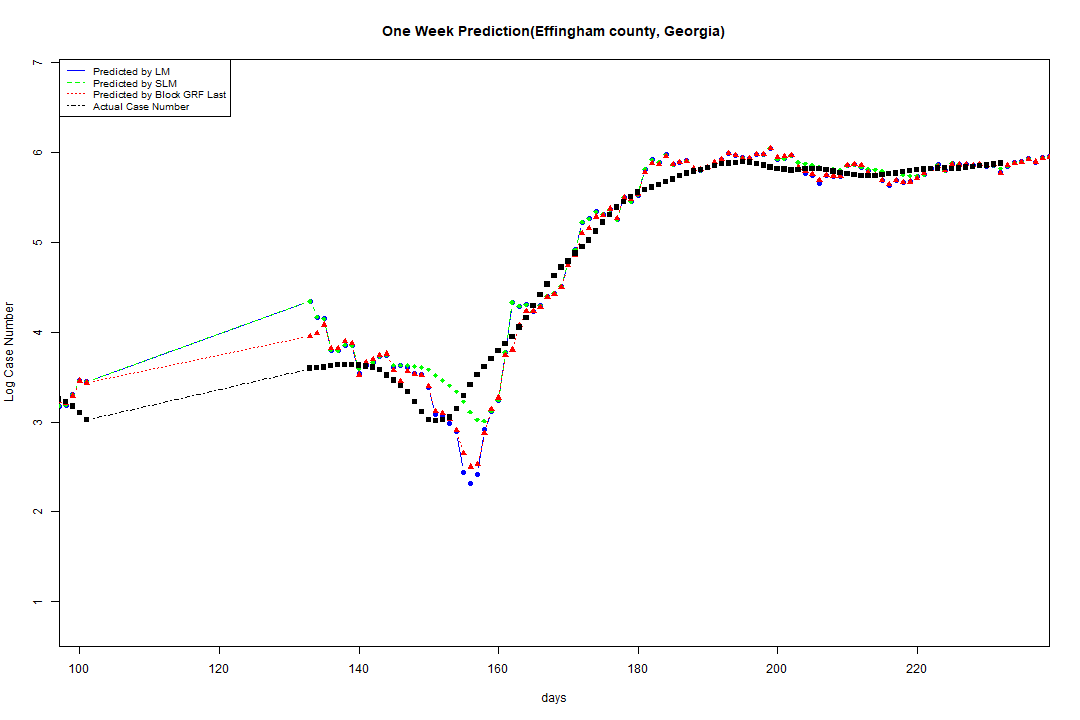 One Week Prediction(Effingham county, Georgia)
7
Predicted by LM
Predicted by SLM
Predicted by Block GRF Last
Actual Case Number
6
5
4
3
2
1
Log Case Number
100 120 140 160 180 200 220
days